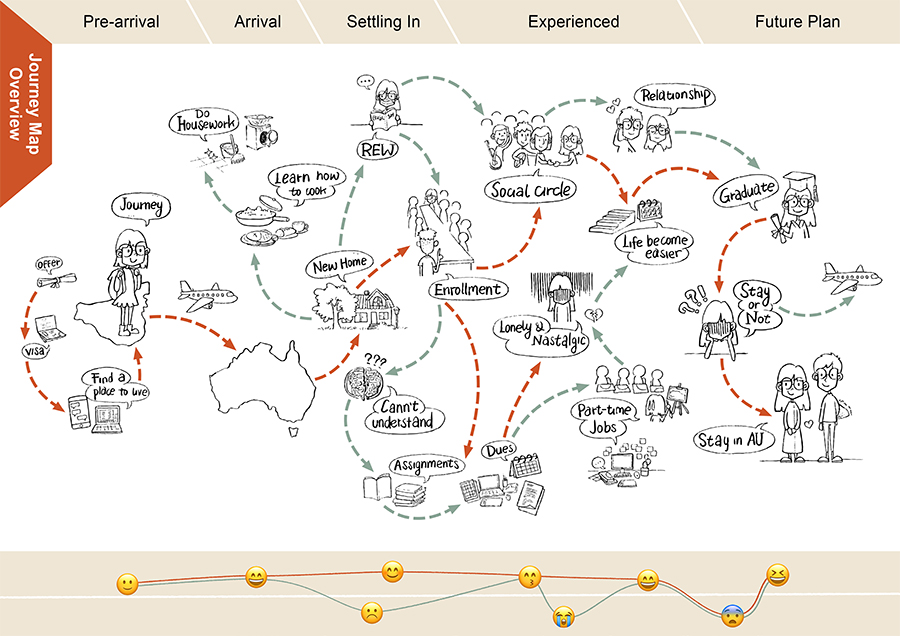 Pre-arrival
Arrival
Settling In
Experienced
Future Plan
Journey Map
Overview
Do
Housework
Learn how
to cook
Journey
offer
visa
Find a
place to live
New Home
...
REW
Enrollment
???
Cann't
understand
Assignments
Dues
Social Circle
Relationship
Life become
easier
Lonely &
Nastalgic
Part-time
Jobs
Graduate
???!
Stay
or
Not
Stay in AU